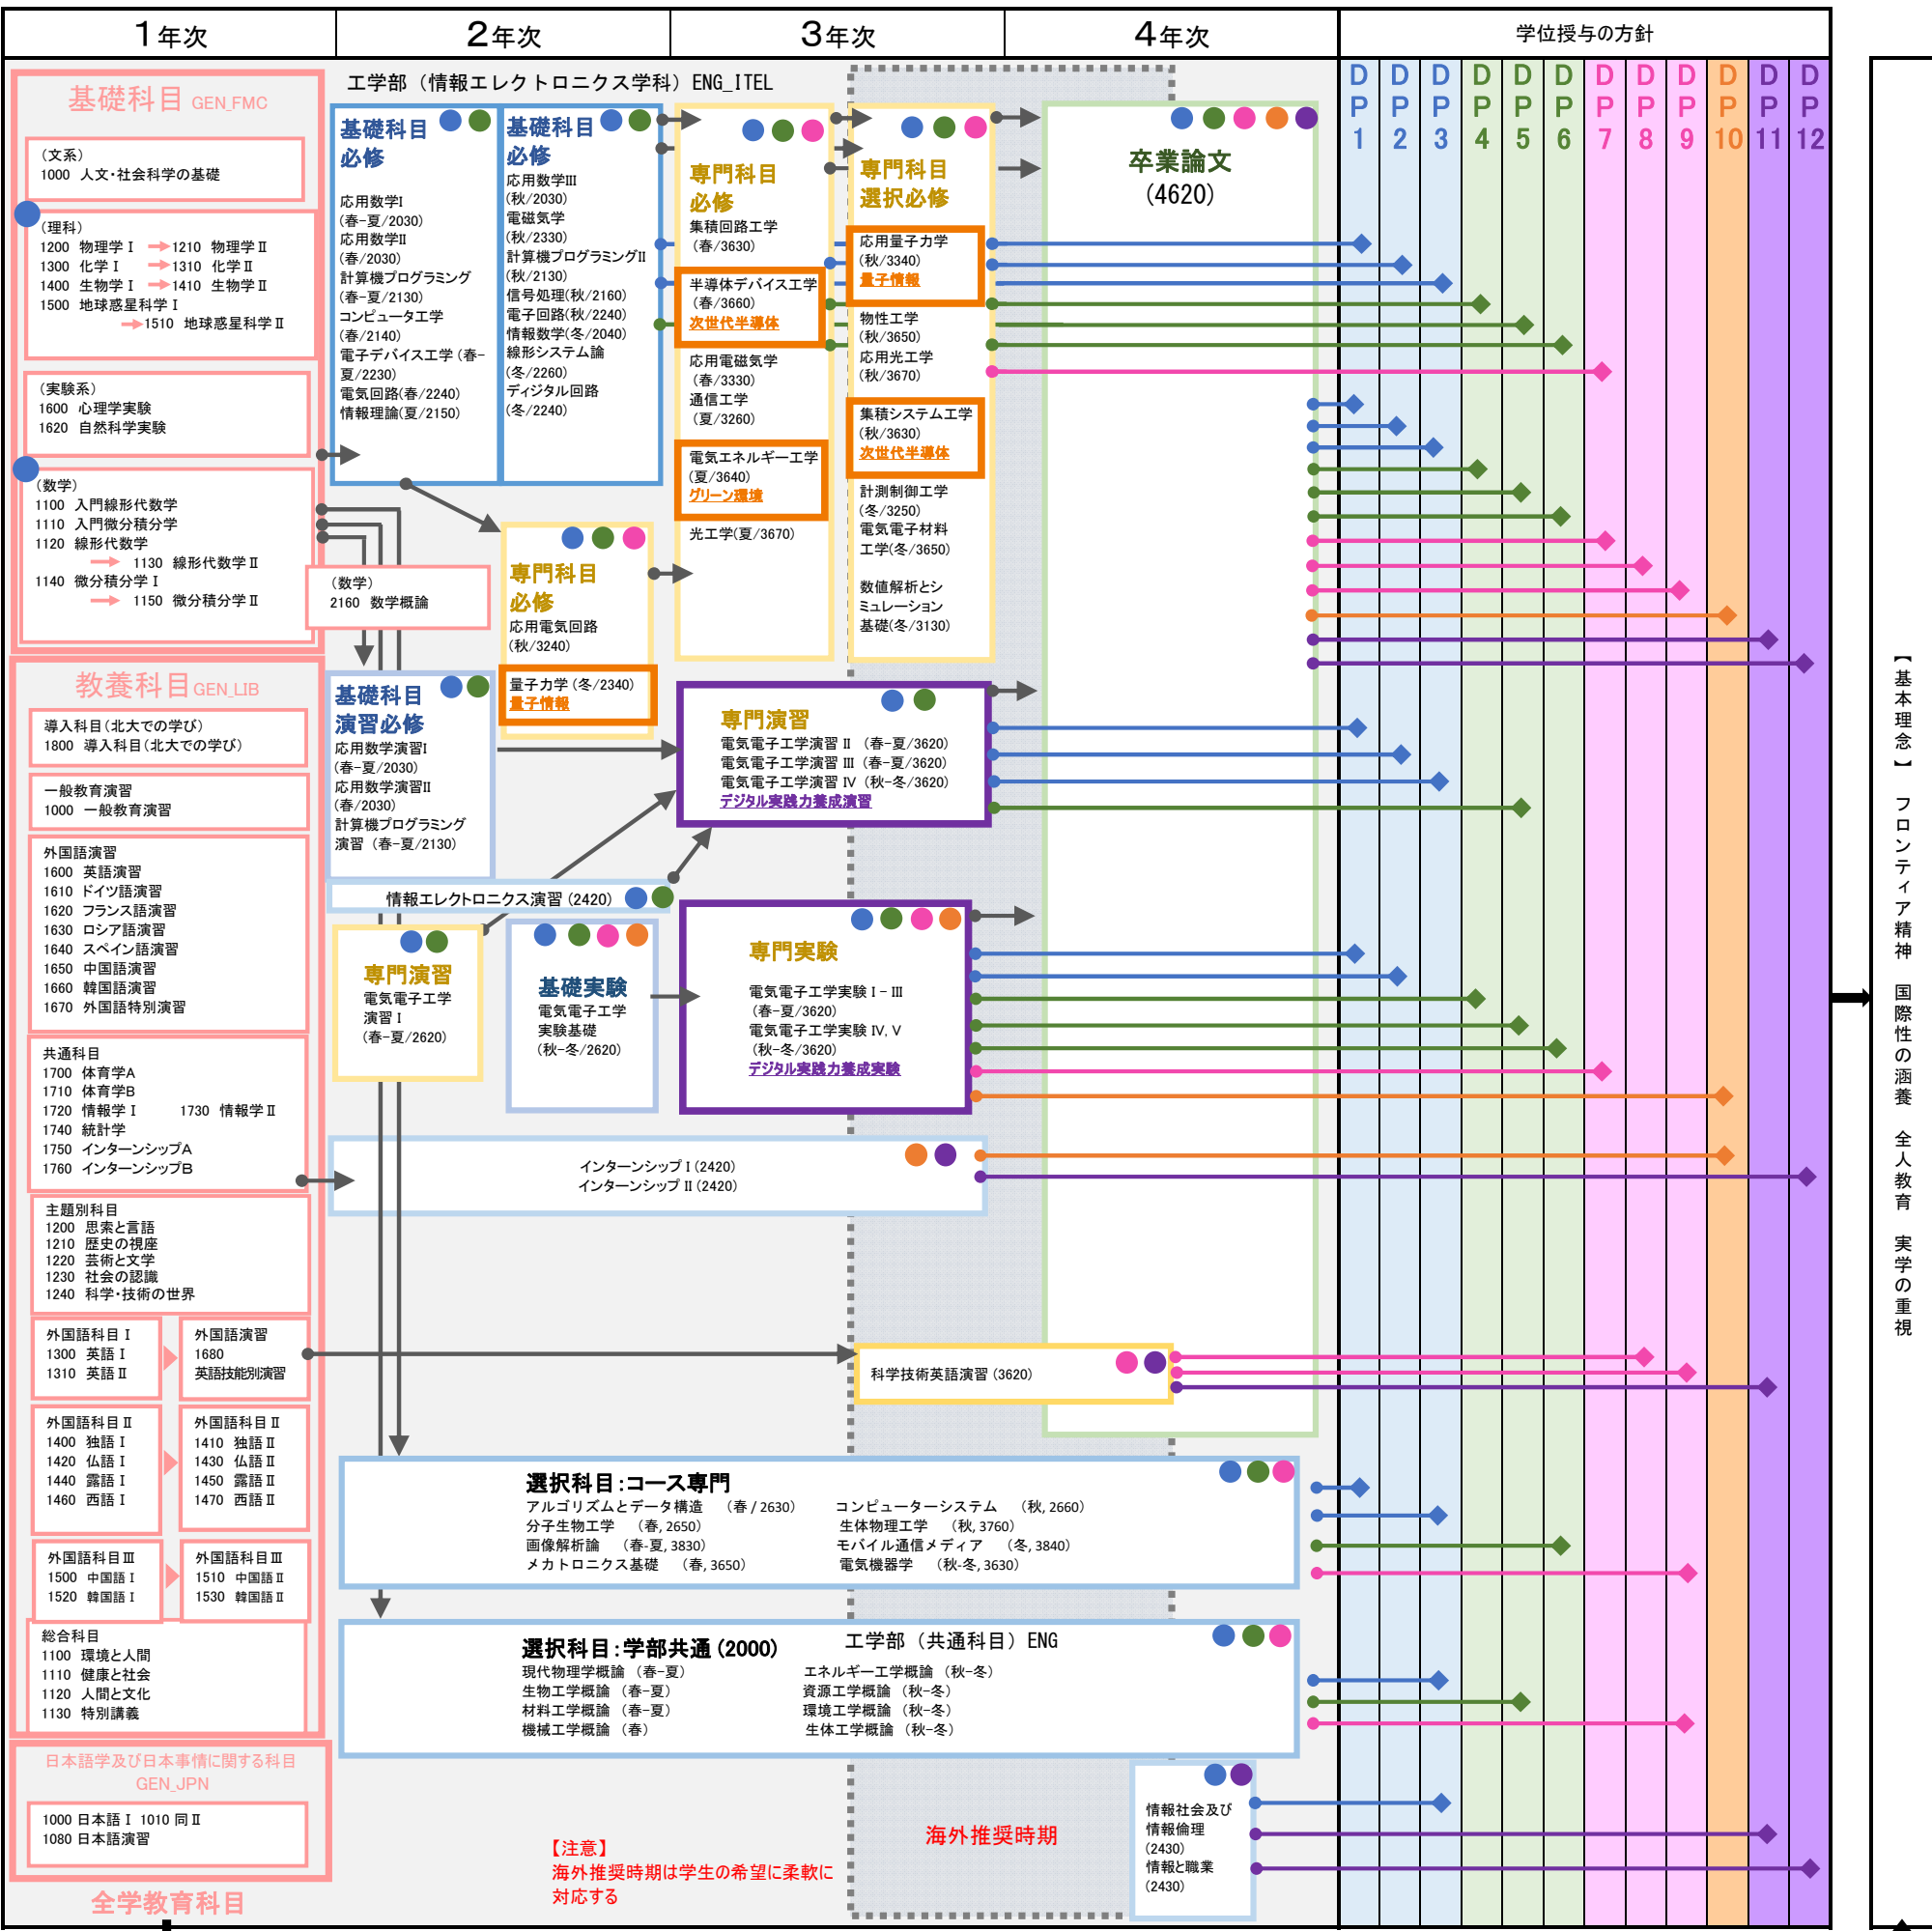 1年次
2年次
3年次
4年次
学位授与の方針
基礎科目 GEN_FMC
(文系)
1000 人文・社会科学の基礎
(理科)
1200 物理学Ⅰ 1210 物理学Ⅱ
1300 化学Ⅰ 1310 化学Ⅱ
1400 生物学Ⅰ 1410 生物学Ⅱ
1500 地球惑星科学Ⅰ
1510 地球惑星科学Ⅱ
(実験系)
1600 心理学実験
1620 自然科学実験
(数学)
1100 入門線形代数学
1110 入門微分積分学
1120 線形代数学
1130 線形代数学Ⅱ
1140 微分積分学Ⅰ
1150 微分積分学Ⅱ
(数学)
2160 数学概論
教養科目GEN_LIB
導入科目(北大での学び)
1800 導入科目(北大での学び)
一般教育演習
1000 一般教育演習
外国語演習
1600 英語演習
1610 ドイツ語演習
1620 フランス語演習
1630 ロシア語演習
1640 スペイン語演習
1650 中国語演習
1660 韓国語演習
1670 外国語特別演習
共通科目
1700 体育学A
1710 体育学B
1720 情報学Ⅰ 1730 情報学Ⅱ
1740 統計学
1750 インターンシップA
1760 インターンシップB
主題別科目
1200 思索と言語
1210 歴史の視座
1220 芸術と文学
1230 社会の認識
1240 科学・技術の世界
外国語科目Ⅰ
1300 英語Ⅰ
1310 英語Ⅱ
外国語演習
1680
英語技能別演習
外国語科目Ⅱ
1400 独語Ⅰ
1420 仏語Ⅰ
1440 露語Ⅰ
1460 西語Ⅰ
外国語科目Ⅱ
1410 独語Ⅱ
1430 仏語Ⅱ
1450 露語Ⅱ
1470 西語Ⅱ
外国語科目Ⅲ
1500 中国語Ⅰ
1520 韓国語Ⅰ
外国語科目Ⅲ
1510 中国語Ⅱ
1530 韓国語Ⅱ
総合科目
1100 環境と人間
1110 健康と社会
1120 人間と文化
1130 特別講義
日本語学及び日本事情に関する科目
GEN_JPN
1000 日本語Ⅰ 1010 同Ⅱ
1080 日本語演習
全学教育科目
工学部(情報エレクトロニクス学科)ENG_ITEL
基礎科目
必修
応用数学I
(春-夏/2030)
応用数学II
(春/2030)
計算機プログラミング
(春-夏/2130)
コンピュータ工学
(春/2140)
電子デバイス工学(春-
夏/2230)
電気回路(春/2240)
情報理論(夏/2150)
基礎科目
必修
応用数学III
(秋/2030)
電磁気学
(秋/2330)
計算機プログラミングII
(秋/2130)
信号処理(秋/2160)
電子回路(秋/2240)
情報数学(冬/2040)
線形システム論
(冬/2260)
ディジタル回路
(冬/2240)
専門科目
必修
応用電気回路
(秋/3240)
量子力学(冬/2340)
量子情報
専門科目
必修
集積回路工学
(春/3630)
半導体デバイス工学
(春/3660)
次世代半導体
応用電磁気学
(春/3330)
通信工学
(夏/3260)
電気エネルギー工学
(夏/3640)
グリーン環境
光工学(夏/3670)
専門科目
選択必修
応用量子力学
(秋/3340)
量子情報
物性工学
(秋/3650)
応用光工学
(秋/3670)
集積システム工学
(秋/3630)
次世代半導体
計測制御工学
(冬/3250)
電気電子材料
工学(冬/3650)
数値解析とシ
ミュレーション
基礎(冬/3130)
卒業論文
(4620)
基礎科目
演習必修
応用数学演習I
(春-夏/2030)
応用数学演習II
(春/2030)
計算機プログラミング
演習(春-夏/2130)
専門演習
電気電子工学演習 II (春-夏/3620)
電気電子工学演習 III (春-夏/3620)
電気電子工学演習 IV (秋-冬/3620)
デジタル実践力養成演習
情報エレクトロニクス演習(2420)
専門演習
電気電子工学
演習 I
(春-夏/2620)
基礎実験
電気電子工学
実験基礎
(秋-冬/2620)
専門実験
電気電子工学実験 I - III
(春-夏/3620)
電気電子工学実験 IV, V
(秋-冬/3620)
デジタル実践力養成実験
インターンシップ I (2420)
インターンシップ II (2420)
科学技術英語演習(3620)
選択科目:コース専門
アルゴリズムとデータ構造 (春 / 2630) コンピューターシステム (秋, 2660)
分子生物工学 (春, 2650) 生体物理工学 (秋, 3760)
画像解析論 (春-夏, 3830) モバイル通信メディア (冬, 3840)
メカトロニクス基礎 (春, 3650) 電気機器学 (秋-冬, 3630)
選択科目:学部共通(2000) 工学部(共通科目)ENG
現代物理学概論(春-夏) エネルギー工学概論(秋-冬)
生物工学概論(春-夏) 資源工学概論(秋-冬)
材料工学概論(春-夏) 環境工学概論(秋-冬)
機械工学概論(春) 生体工学概論(秋-冬)
情報社会及び
情報倫理
(2430)
情報と職業
(2430)
海外推奨時期
【注意】
海外推奨時期は学生の希望に柔軟に
対応する
DP1
DP2
DP3
DP4
DP5
DP6
DP7
DP8
DP9
DP10
DP11
DP12
【基本理念】 フロンティア精神 国際性の涵養 全人教育 実学の重視